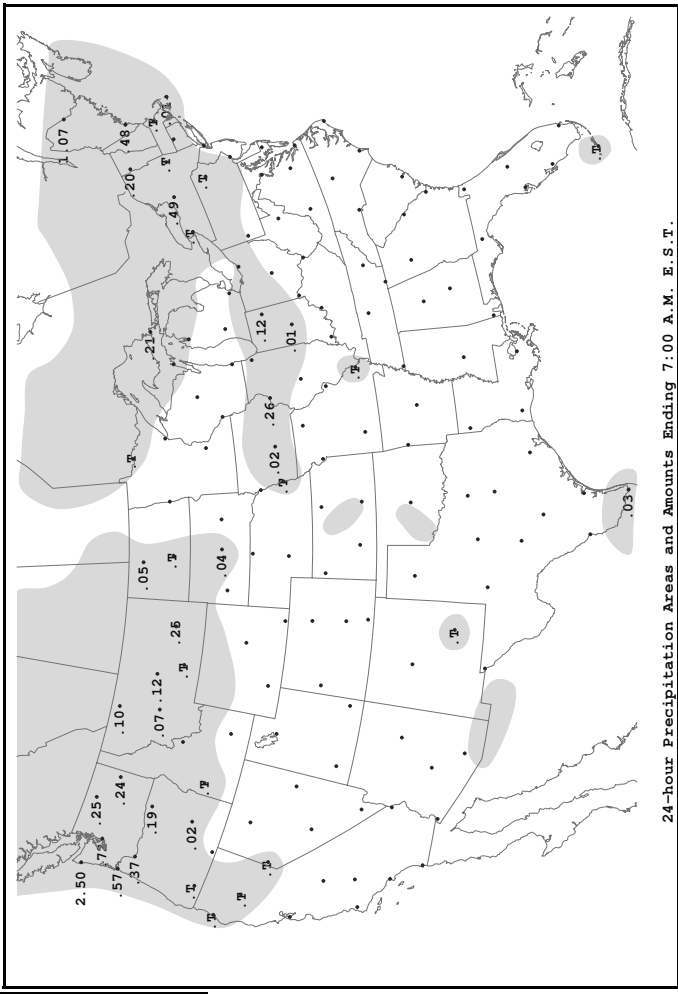 1.07
2.50
.25
.10
.24
.57
.48
.20
.37
T
.05
.21
.19
T
.12
.07
T
T
.49
.25
T
T
T
.02
T
T
T
.04
T
.12
T
.26
.02
T
.01
T
T
T
.03
24-hour Precipitation Areas and Amounts Ending 7:00 A.M. E.S.T.